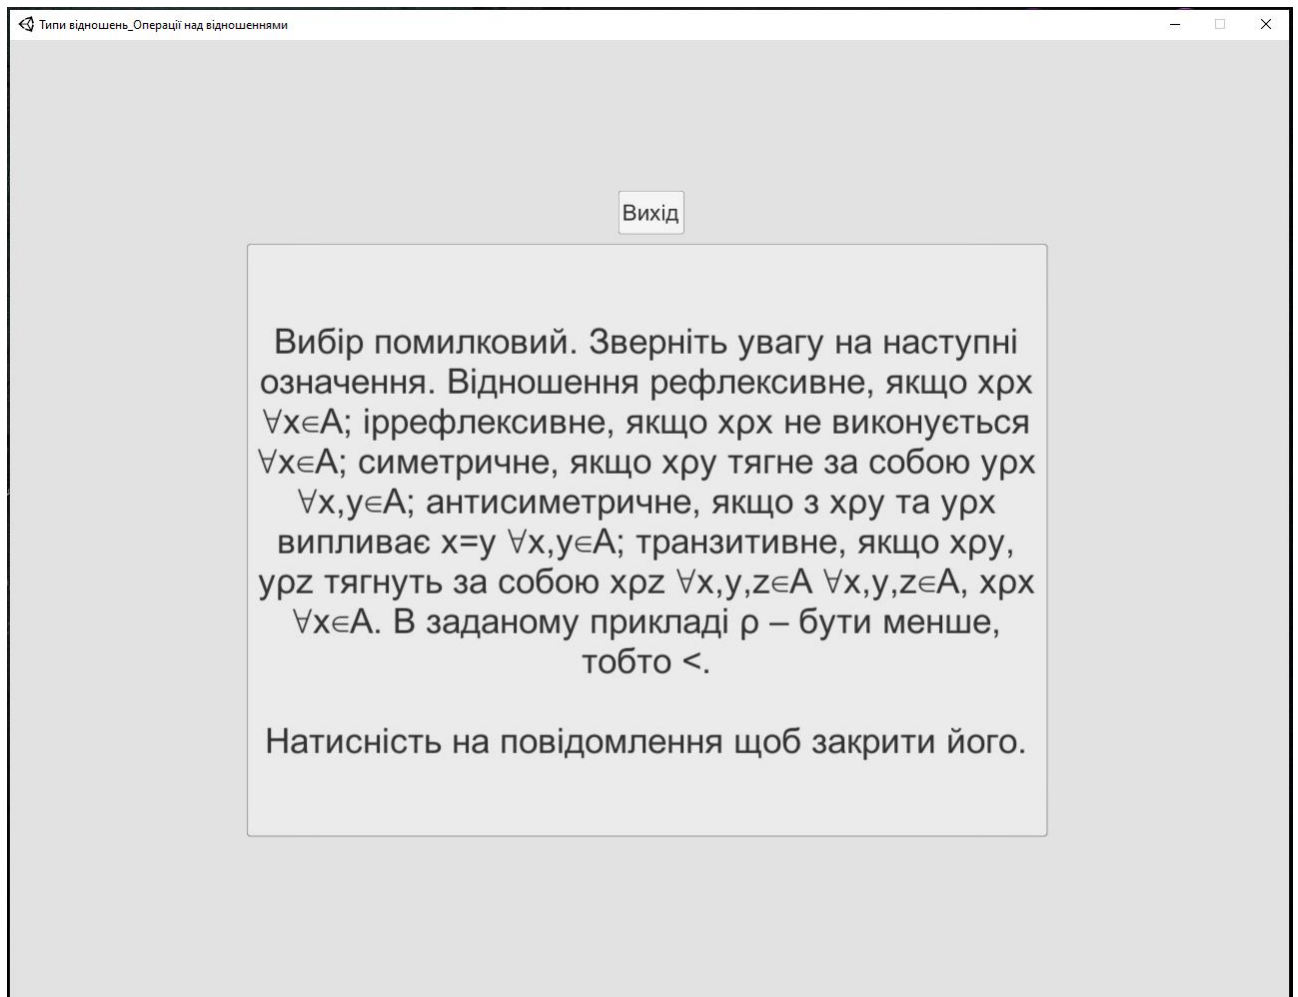 Типи відношень_Операції над відношеннями
Вихід
Вибір помилковий. Зверніть увагу на наступні
означення. Відношення рефлексивне, якщо xρx
∀x∈A; іррефлексивне, якщо xρx не виконується
∀x∈A; симетричне, якщо xρy тягне за собою yρx
∀x,y∈A; антисиметричне, якщо з xρy та yρx
випливає x=y ∀x,y∈A; транзитивне, якщо xρy,
yρz тягнуть за собою xρz ∀x,y,z∈A ∀x,y,z∈A, xρx
∀x∈A. В заданому прикладі ρ – бути менше,
тобто <.
Натисність на повідомлення щоб закрити його.